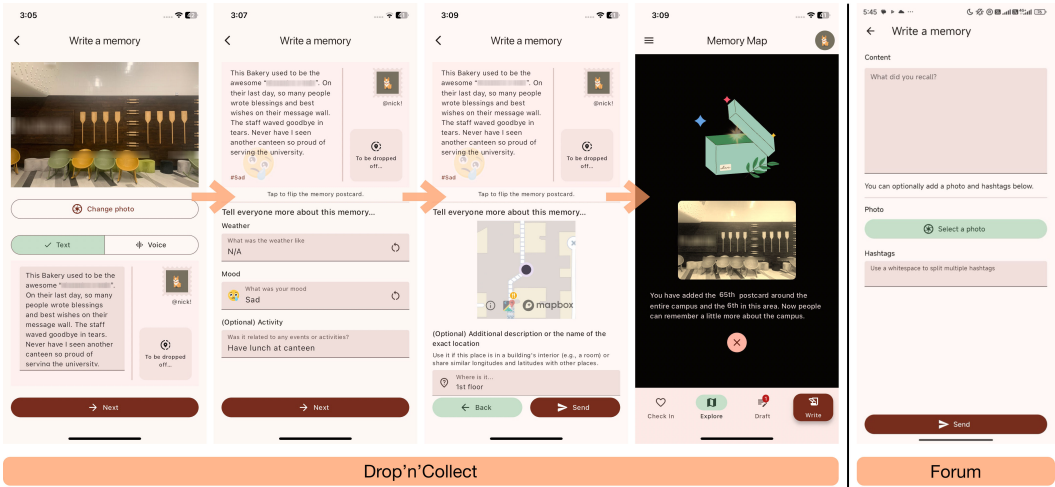 3:05
Write a memory
Change photo
Text
Voice
This Bakery used to be the
awesome "
On their last day, so many
people wrote blessings
and best wishes on their
message wall. The staff
waved goodbye in tears.
Never have I seen another
canteen so proud of
serving the university.
@nick!
To be dropped
off...
Next
3:07
Write a memory
This Bakery used to be the
awesome " ". On
their last day, so many people
wrote blessings and best
wishes on their message wall.
The staff waved goodbye in
tears. Never have I seen
another canteen so proud of
serving the university.
#Sad
@nick!
To be dropped
off...
Tap to flip the memory postcard.
Tell everyone more about this memory...
Weather
What was the weather like
N/A
Mood
What was your mood
Sad
(Optional) Activity
Was it related to any events or activities?
Have lunch at canteen
Next
3:09
Write a memory
This Bakery used to be the
awesome " ". On
their last day, so many people
wrote blessings and best
wishes on their message wall.
The staff waved goodbye in
tears. Never have I seen
another canteen so proud of
serving the university.
#Sad
@nick!
To be dropped
off...
Tap to flip the memory postcard.
Tell everyone more about this memory...
mapbox
(Optional) Additional description or the name of the
exact location
Use it if this place is in a building's interior (e.g., a room) or
share similar longitudes and latitudes with other places.
Where is it...
1st floor
Back
Send
3:09
Memory Map
You have added the 65th postcard around the
entire campus and the 6th in this area. Now people
can remember a little more about the campus.
Check In
Explore
Draft
1
Write
Drop'n'Collect
5:45
Write a memory
Content
What did you recall?
You can optionally add a photo and hashtags below.
Photo
Select a photo
Hashtags
Use a whitespace to split multiple hashtags
Send
Forum